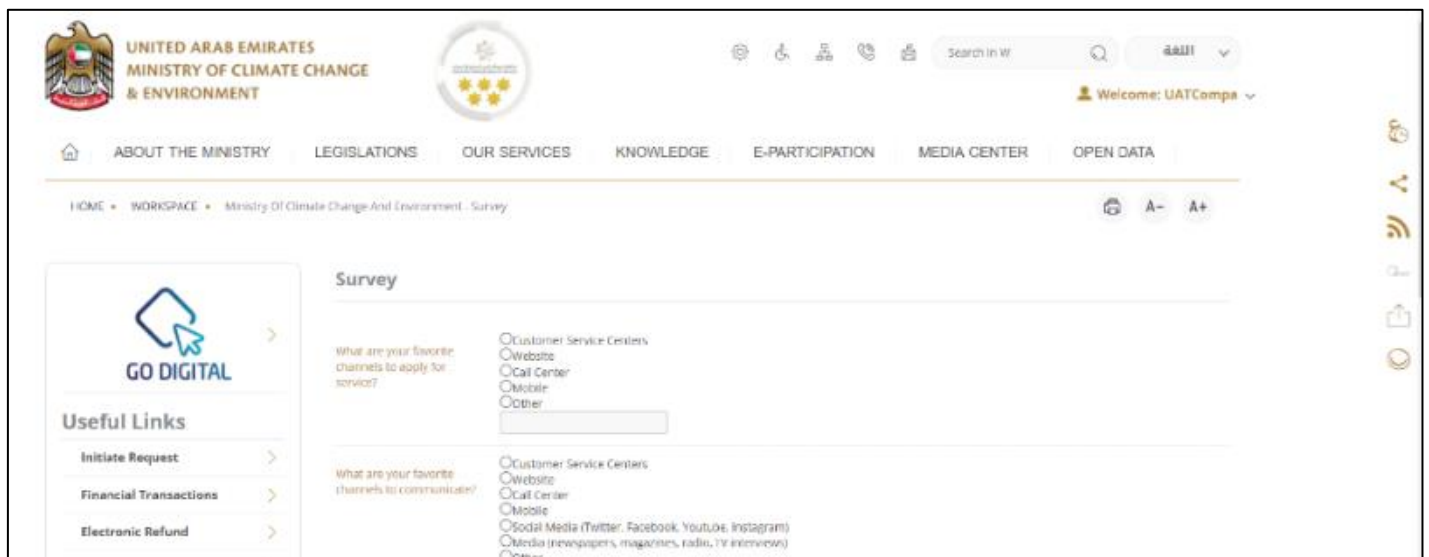 UNITED ARAB EMIRATES
MINISTRY OF CLIMATE CHANGE
& ENVIRONMENT
Search in W
اللغة
Welcome: UATCompa
ABOUT THE MINISTRY LEGISLATIONS OUR SERVICES KNOWLEDGE E-PARTICIPATION MEDIA CENTER OPEN DATA
HOME • WORKSPACE • Ministry Of Climate Change And Environment - Survey
A- A+
GO DIGITAL
Useful Links
Initiate Request
Financial Transactions
Electronic Refund
Survey
What are your favorite
channels to apply for
service?
Customer Service Centers
Website
Call Center
Mobile
Other
What are your favorite
channels to communicate?
Customer Service Centers
Website
Call Center
Mobile
Social Media (Twitter, Facebook, Youtube, Instagram)
Media (newspapers, magazines, radio, TV interviews)
Other